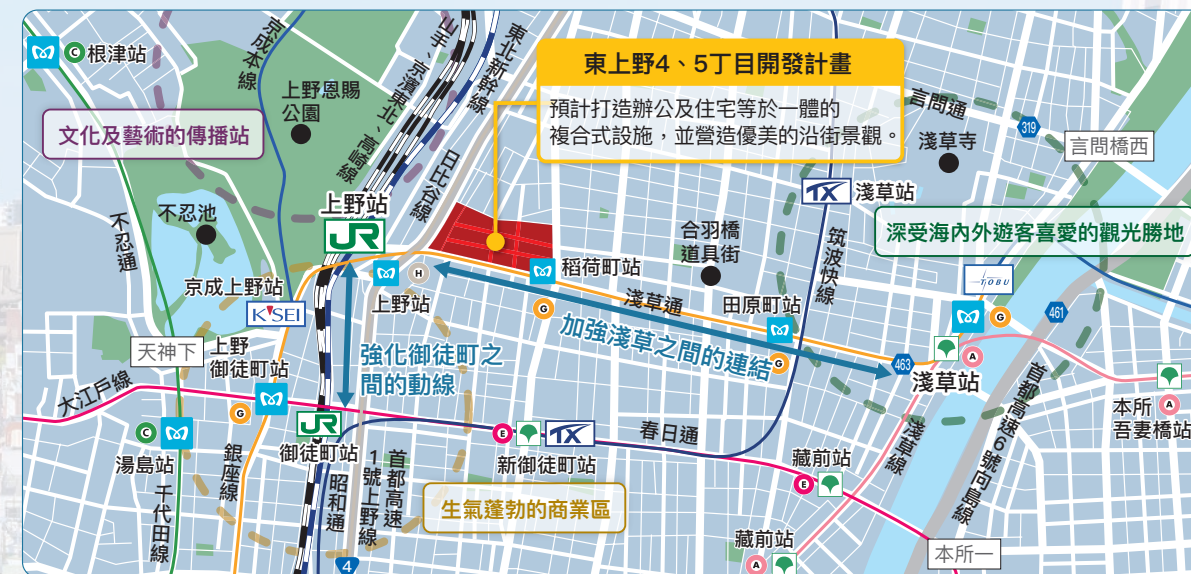 根津站
C
京成本線
上野恩賜
公園
文化及藝術的傳播站
山手、京濱東北、高崎線
東北新幹線
東上野4、5丁目開發計畫
預計打造辦公及住宅等於一體的
複合式設施，並營造優美的沿街景觀。
言問通
319
言問橋西
淺草寺
TX
淺草站
深受海內外遊客喜愛的觀光勝地
日比谷線
上野站
JR
不忍池
不忍通
合羽橋
道具街
筑波快線
TOBU
京成上野站
K'SEI
H
上野站
稻荷町站
G
淺草通
田原町站
G
加強淺草之間的連結
強化御徒町之
間的動線
G
461
463
A
淺草站
天神下
上野
御徒町站
G
大江戶線
C
湯島站
千代田線
銀座線
JR
御徒町站
昭和通
首都高速
1號上野線
4
E
TX
新御徒町站
春日通
生氣蓬勃的商業區
藏前站
E
藏前站
A
淺草線
首都高速6號向島線
本所
吾妻橋站
A
本所一